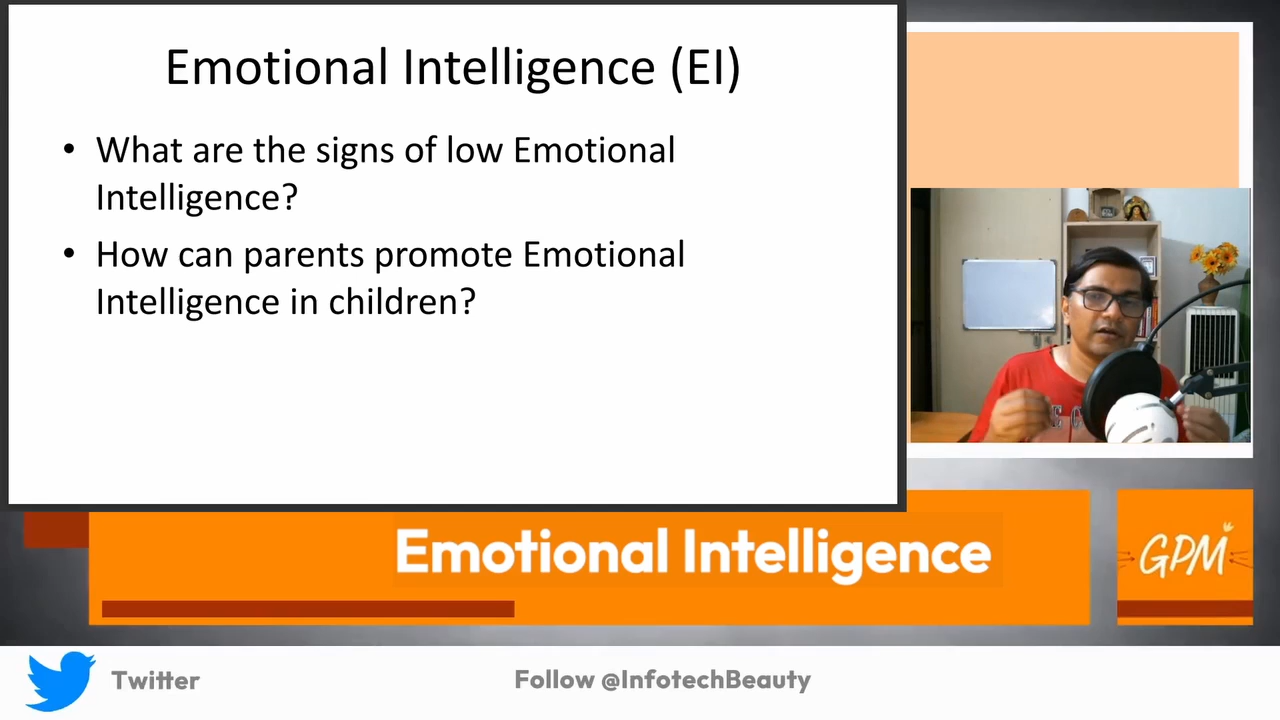 Emotional Intelligence (EI)
• What are the signs of low Emotional
Intelligence?
• How can parents promote Emotional
Intelligence in children?
Emotional Intelligence
GPM
Twitter
Follow @InfotechBeauty